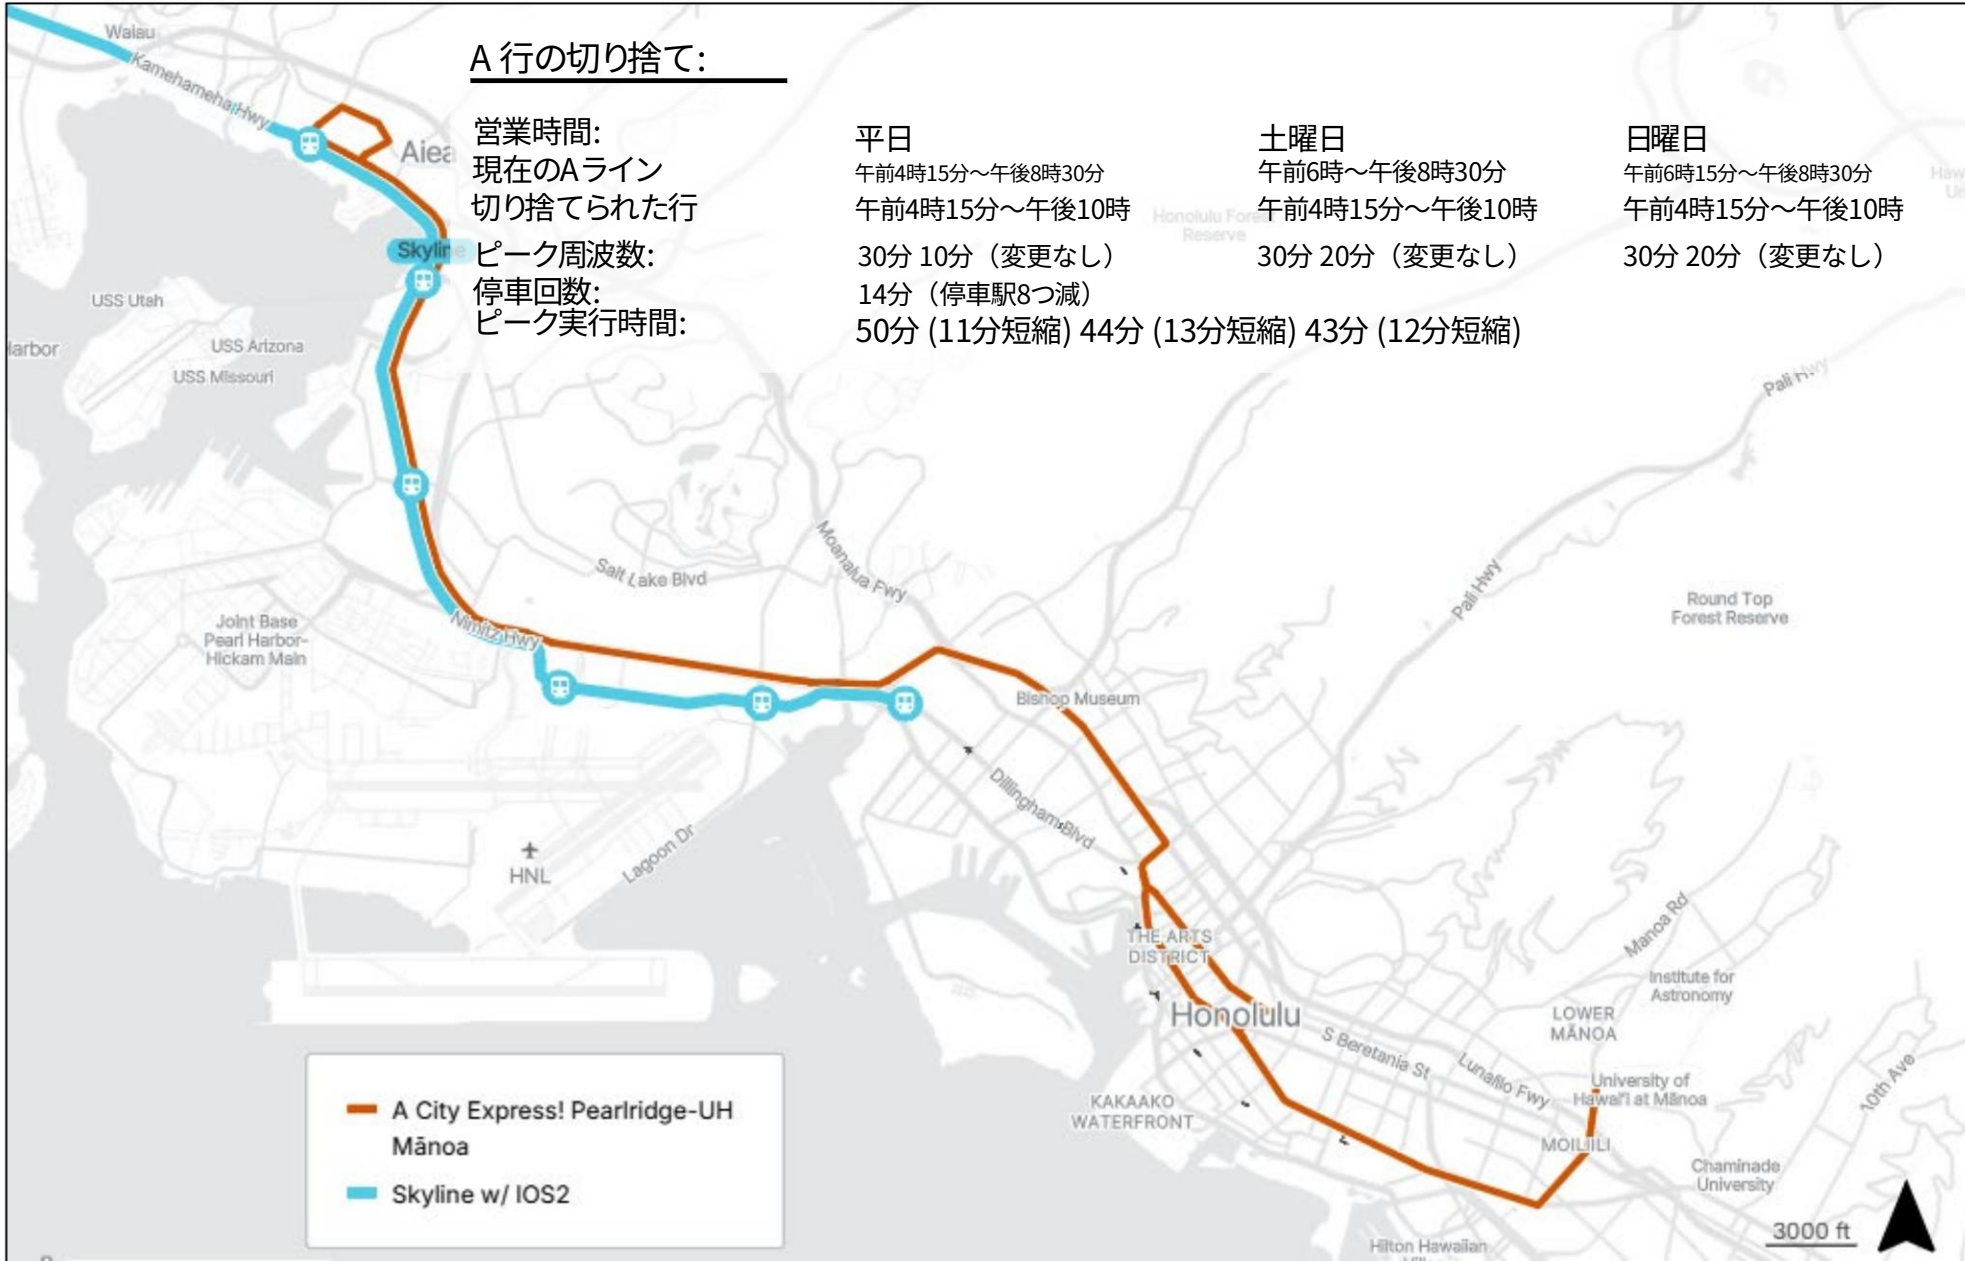 Waiau
Kamehameha Hwy
A 行の切り捨て:
営業時間:
平日
土曜日
日曜日
Aiea
現在のAライン
午前4時15分～午後8時30分
午前6時～午後8時30分
午前6時15分～午後8時30分
切り捨てられた行
午前4時15分～午後10時
午前4時15分～午後10時
午前4時15分～午後10時
Honolulu Forest
Reserve
Skylin
ピーク周波数:
30分 10分（変更なし）
30分 20分（変更なし）
30分 20分（変更なし）
停車回数:
14分（停車駅8つ減）
ピーク実行時間:
50分 (11分短縮) 44分 (13分短縮) 43分 (12分短縮)
USS Utah
USS Arizona
USS Missouri
arbor
Pali Hwy
Moanalua Fwy
Salt Lake Blvd
Pali Hwy
Round Top
Forest Reserve
Joint Base
Pearl Harbor-
Hickam Main
Nimitz Hwy
Bishop Museum
Dillingham Blvd
Lagoon Dr
HNL
THE ARTS
DISTRICT
Manoa Rd
Institute for
Astronomy
Honolulu
LOWER
MĀNOA
S Beretania St
Lunalilo Fwy
University of
Hawai'i at Mānoa
10th Ave
KAKAAKO
WATERFRONT
MOILIILI
Chaminade
University
A City Express! Pearlridge-UH
Mānoa
Skyline w/ IOS2
3000 ft
Hilton Hawaiian